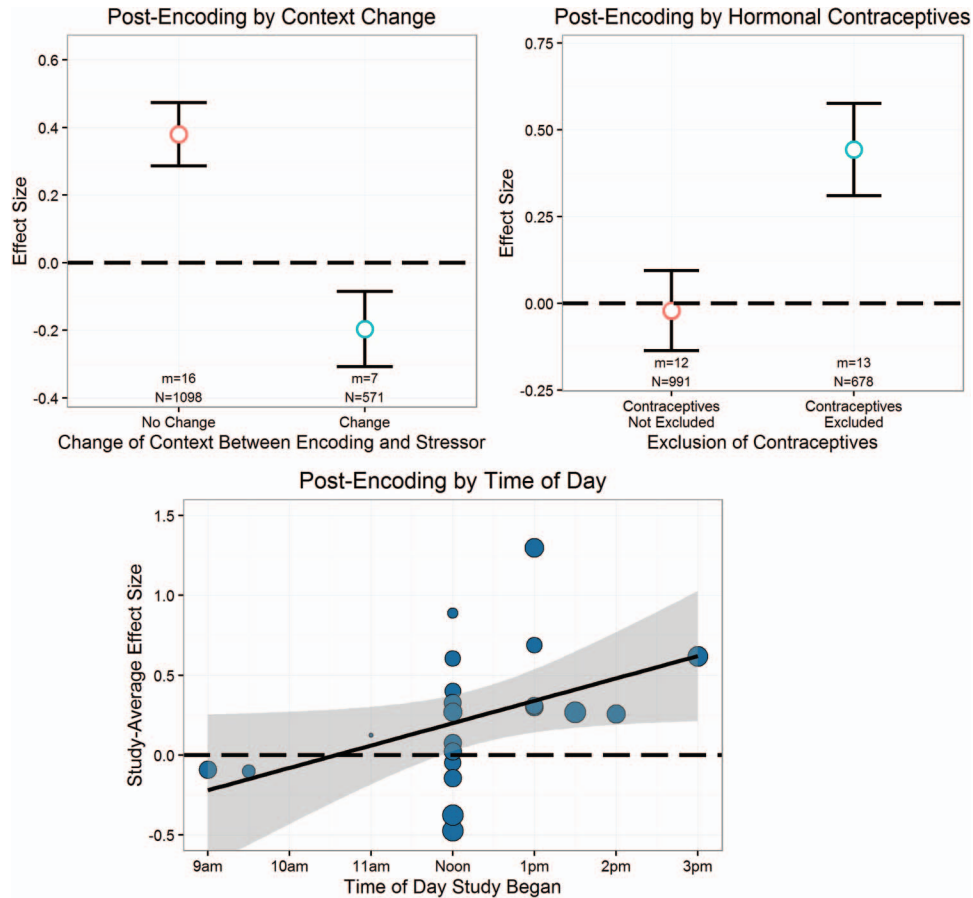 Post-Encoding by Context Change
Effect Size
0.6
0.4
0.2
0.0
-0.2
-0.4
m=16
N=1098
m=7
N=571
No Change
Change
Change of Context Between Encoding and Stressor
Post-Encoding by Hormonal Contraceptives
Effect Size
0.75
0.50
0.25
0.00
-0.25
m=12
N=991
m=13
N=678
Contraceptives
Not Excluded
Contraceptives
Excluded
Exclusion of Contraceptives
Post-Encoding by Time of Day
Study-Average Effect Size
1.5
1.0
0.5
0.0
-0.5
9am
10am
11am
Noon
1pm
2pm
3pm
Time of Day Study Began